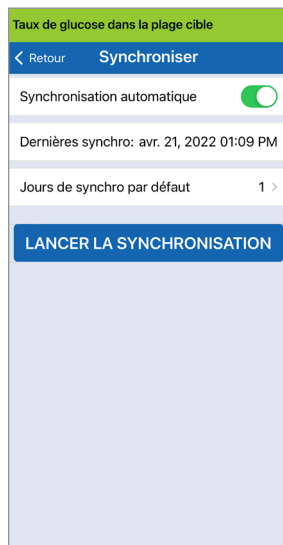 Taux de glucose dans la plage cible
Retour Synchroniser
Synchronisation automatique
Dernières synchro: avr. 21, 2022 01:09 PM
Jours de synchro par défaut 1
LANCER LA SYNCHRONISATION